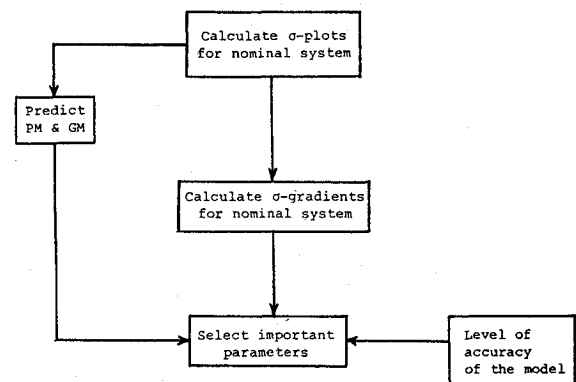 Calculate σ-plots
for nominal system
Predict
PM & GM
Calculate σ-gradients
for nominal system
Select important
parameters
Level of
accuracy
of the model